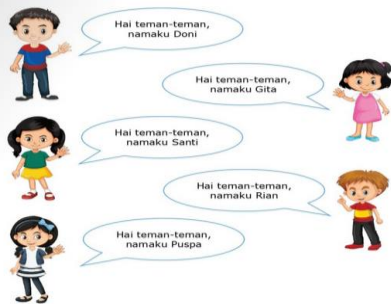 Hai teman-teman,
namaku Doni
Hai teman-teman,
namaku Gita
Hai teman-teman,
namaku Santi
Hai teman-teman,
namaku Rian
Hai teman-teman,
namaku Puspa